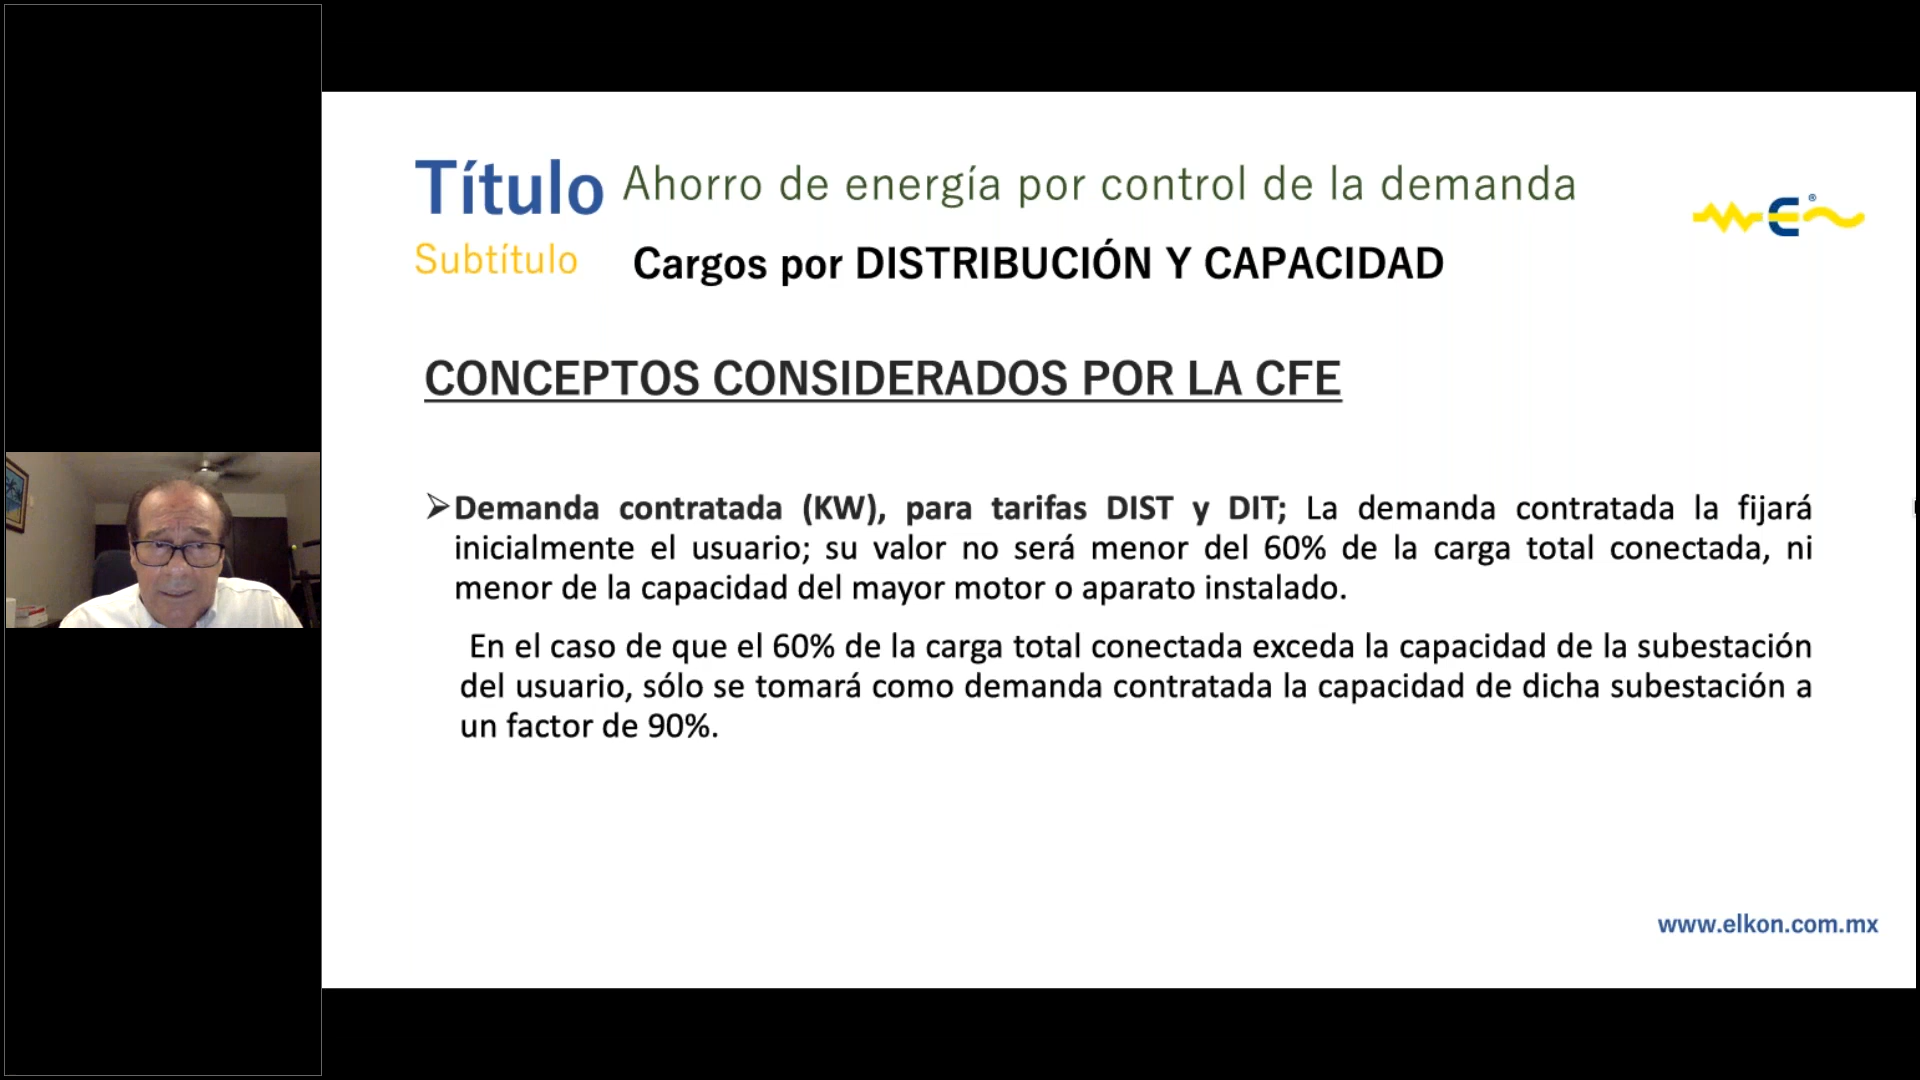 Título Ahorro de energía por control de la demanda
Subtítulo Cargos por DISTRIBUCIÓN Y CAPACIDAD
CONCEPTOS CONSIDERADOS POR LA CFE
➢Demanda contratada (KW), para tarifas DIST y DIT; La demanda contratada la fijará
inicialmente el usuario; su valor no será menor del 60% de la carga total conectada, ni
menor de la capacidad del mayor motor o aparato instalado.
En el caso de que el 60% de la carga total conectada exceda la capacidad de la subestación
del usuario, sólo se tomará como demanda contratada la capacidad de dicha subestación a
un factor de 90%.
www.elkon.com.mx